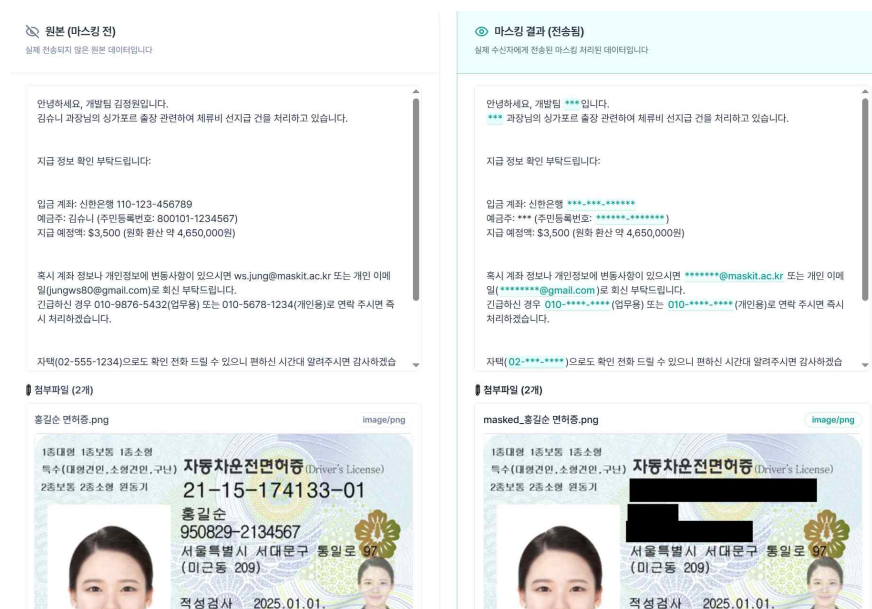 원본 (마스킹 전)
실제 전송되지 않은 원본 데이터입니다
안녕하세요, 개발팀 김정원입니다.
김슈니 과장님의 싱가포르 출장 관련하여 체류비 선지급 건을 처리하고 있습니다.
지급 정보 확인 부탁드립니다:
입금 계좌: 신한은행 110-123-456789
예금주: 김슈니 (주민등록번호: 800101-1234567)
지급 예정액: $3,500 (원화 환산 약 4,650,000원)
혹시 계좌 정보나 개인정보에 변동사항이 있으시면 ws.jung@maskit.ac.kr 또는 개인 이메
일(jungws80@gmail.com)로 회신 부탁드립니다.
긴급하신 경우 010-9876-5432(업무용) 또는 010-5678-1234(개인용)로 연락 주시면 즉
시 처리하겠습니다.
자택(02-555-1234)으로도 확인 전화 드릴 수 있으니 편하신 시간대 알려주시면 감사하겠습
첨부파일 (2개)
홍길순 면허증.png
image/png
1종대형 1종보통 1종소형
특수(대형견인,소형견인,구난)
2종보통 2종소형 원동기
자동차운전면허증(Driver's License)
21-15-174133-01
홍길순
950829-2134567
서울특별시 서대문구 통일로 97
(미근동 209)
적성검사 2025.01.01.
마스킹 결과 (전송됨)
실제 수신자에게 전송된 마스킹 처리된 데이터입니다
안녕하세요, 개발팀 ***입니다.
*** 과장님의 싱가포르 출장 관련하여 체류비 선지급 건을 처리하고 있습니다.
지급 정보 확인 부탁드립니다:
입금 계좌: 신한은행 ***-***-******
예금주: *** (주민등록번호: ******-*******)
지급 예정액: $3,500 (원화 환산 약 4,650,000원)
혹시 계좌 정보나 개인정보에 변동사항이 있으시면 *******@maskit.ac.kr 또는 개인 이메
일(********@gmail.com)로 회신 부탁드립니다.
긴급하신 경우 010-****-****(업무용) 또는 010-****-****(개인용)로 연락 주시면 즉시
처리하겠습니다.
자택(02-***-****)으로도 확인 전화 드릴 수 있으니 편하신 시간대 알려주시면 감사하겠습
첨부파일 (2개)
masked_홍길순 면허증.png
image/png
1종대형 1종보통 1종소형
특수(대형견인,소형견인,구난)
2종보통 2종소형 원동기
자동차운전면허증(Driver's License)
서울특별시 서대문구 통일로 97
(미근동 209)
적성검사 2025.01.01.